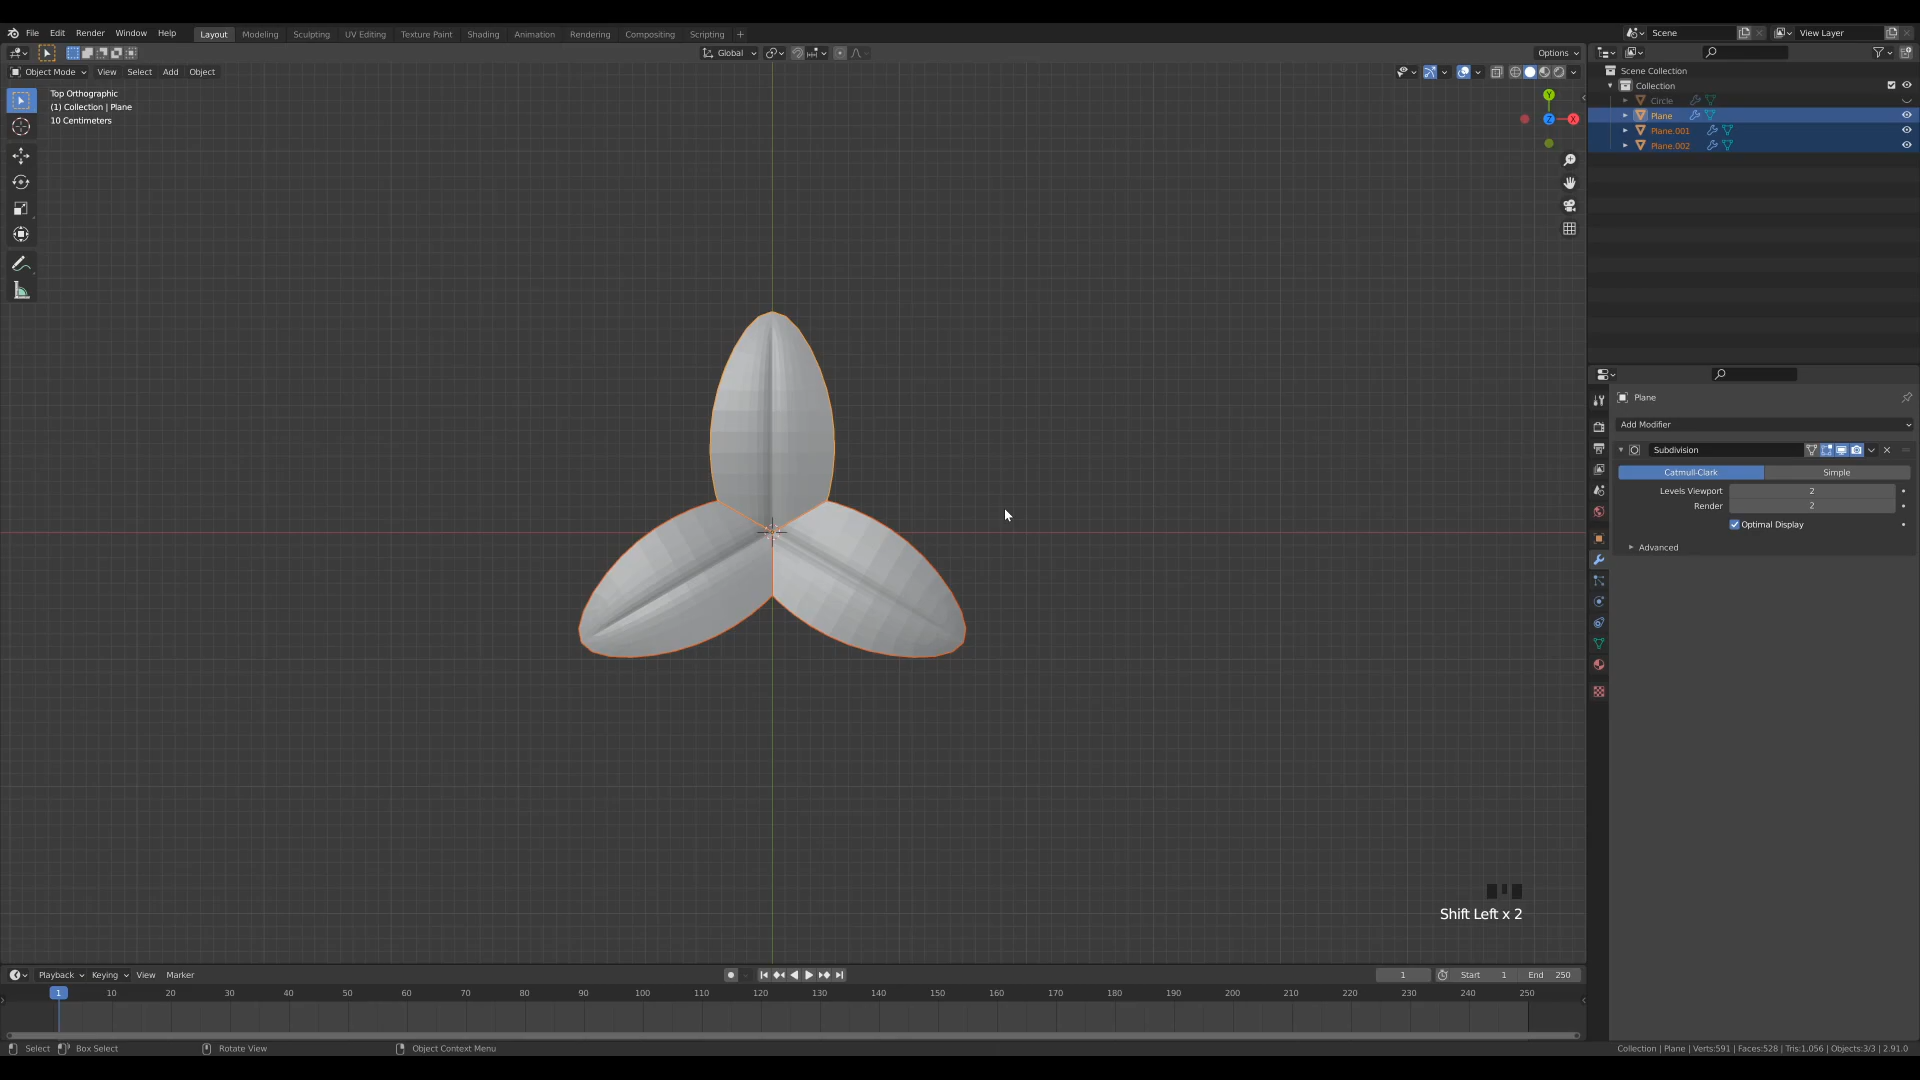 File Edit Render Window Help Layout Modeling Sculpting UV Editing Texture Paint Shading Animation Rendering Compositing Scripting + Scene View Layer
Global Options
Object Mode View Select Add Object
Top Orthographic
(1) Collection | Plane
10 Centimeters
Y
Z
X
Scene Collection
Collection
Circle
Plane
Plane.001
Plane.002
Plane
Add Modifier
Subdivision
Catmull-Clark Simple
Levels Viewport 2
Render 2
Optimal Display
Advanced
Shift Left x 2
Playback Keying View Marker 1 Start 1 End 250
1 10 20 30 40 50 60 70 80 90 100 110 120 130 140 150 160 170 180 190 200 210 220 230 240 250
Select Box Select Rotate View Object Context Menu Collection | Plane | Verts:591 | Faces:528 | Tris:1,056 | Objects:3/3 | 2.91.0